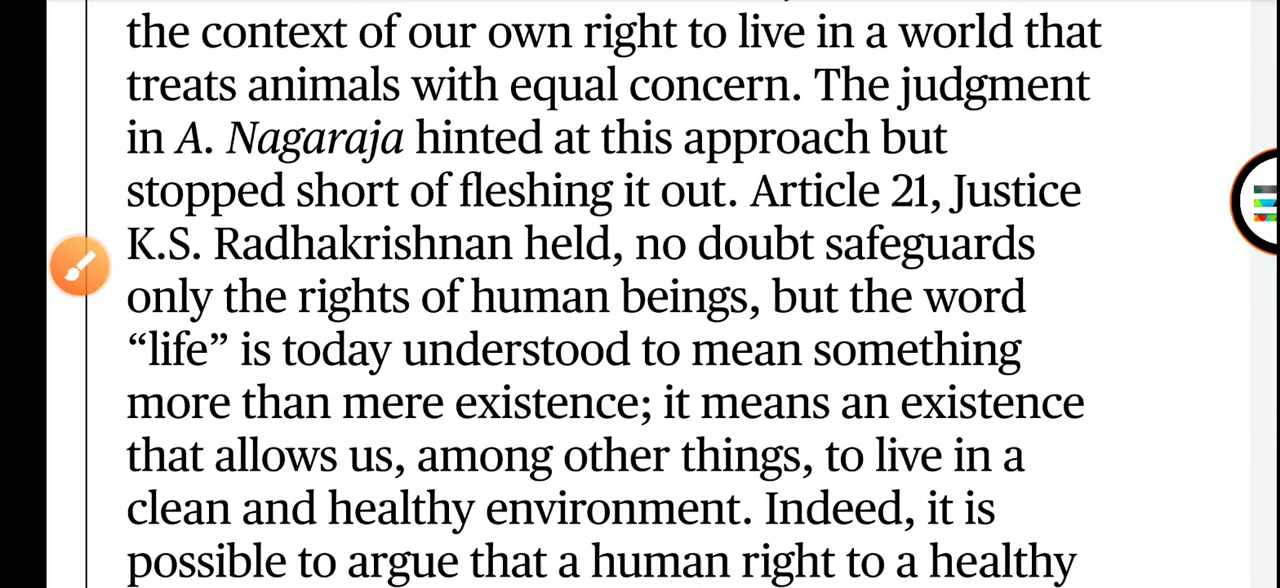 the context of our own right to live in a world that
treats animals with equal concern. The judgment
in A. Nagaraja hinted at this approach but
stopped short of fleshing it out. Article 21, Justice
K.S. Radhakrishnan held, no doubt safeguards
only the rights of human beings, but the word
“life” is today understood to mean something
more than mere existence; it means an existence
that allows us, among other things, to live in a
clean and healthy environment. Indeed, it is
possible to argue that a human right to a healthy